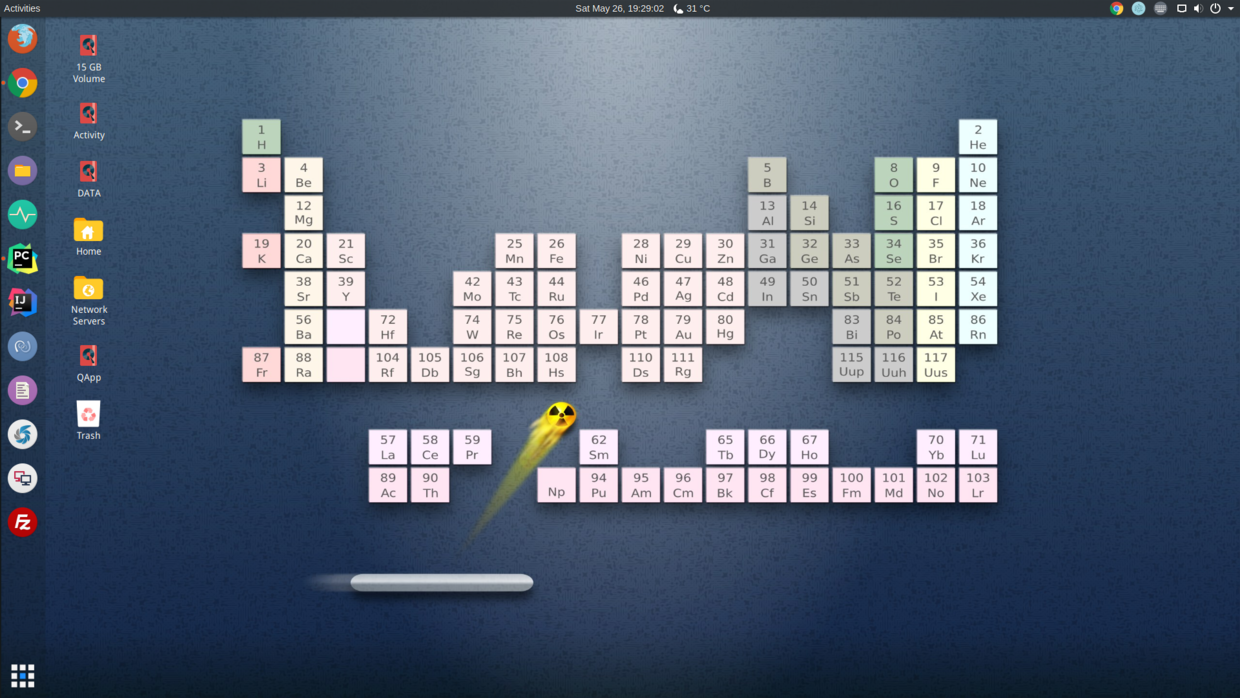 Activities
Sat May 26, 19:29:02 31 °C
15 GB
Volume
Activity
DATA
Home
Network
Servers
QApp
Trash
PC
IJ
FZ
1
H
2
He
3 4 5 8 9 10
Li Be B O F Ne
12 13 14 16 17 18
Mg Al Si S Cl Ar
19 20 21 25 26 28 29 30 31 32 33 34 35 36
K Ca Sc Mn Fe Ni Cu Zn Ga Ge As Se Br Kr
38 39 42 43 44 46 47 48 49 50 51 52 53 54
Sr Y Mo Tc Ru Pd Ag Cd In Sn Sb Te I Xe
56 72 74 75 76 77 78 79 80 83 84 85 86
Ba Hf W Re Os Ir Pt Au Hg Bi Po At Rn
87 88 104 105 106 107 108 110 111 115 116 117
Fr Ra Rf Db Sg Bh Hs Ds Rg Uup Uuh Uus
57 58 59 62 65 66 67 70 71
La Ce Pr Sm Tb Dy Ho Yb Lu
89 90 94 95 96 97 98 99 100 101 102 103
Ac Th Np Pu Am Cm Bk Cf Es Fm Md No Lr